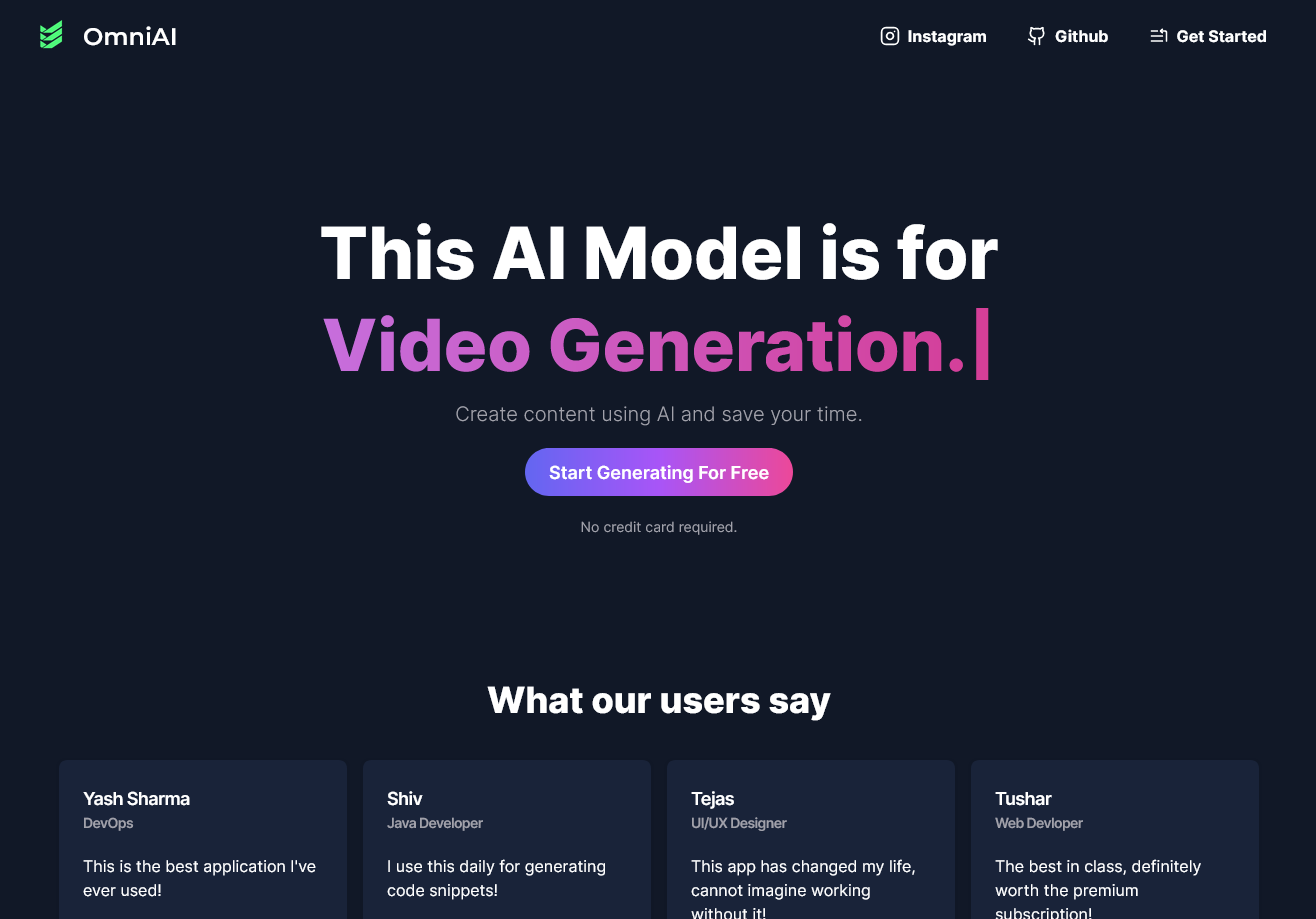 OmniAI
Instagram
Github
Get Started
This AI Model is for
Video Generation.
Create content using AI and save your time.
Start Generating For Free
No credit card required.
What our users say
Yash Sharma
DevOps
This is the best application I've
ever used!
Shiv
Java Developer
I use this daily for generating
code snippets!
Tejas
UI/UX Designer
This app has changed my life,
cannot imagine working
without it!
Tushar
Web Devloper
The best in class, definitely
worth the premium
subscription!